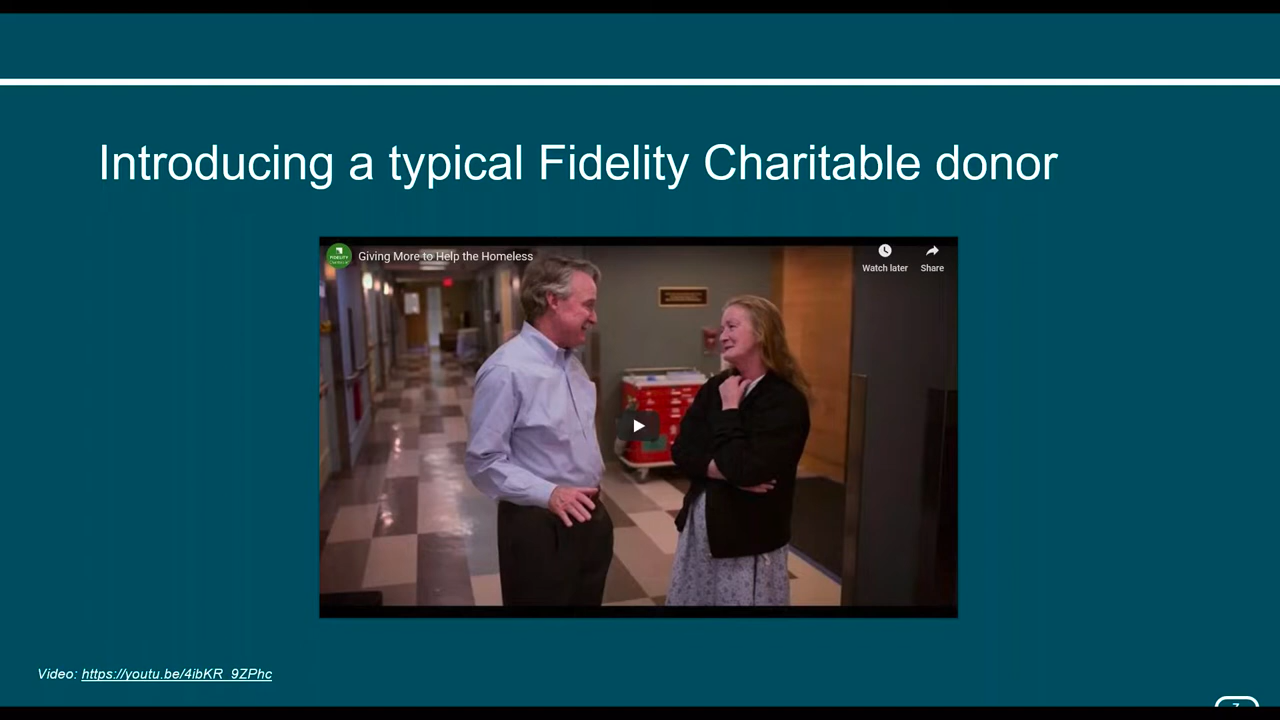 Introducing a typical Fidelity Charitable donor
FIDELITY
Giving More to Help the Homeless
Watch later
Share
Video: https://youtu.be/4ibKR_9ZPhc